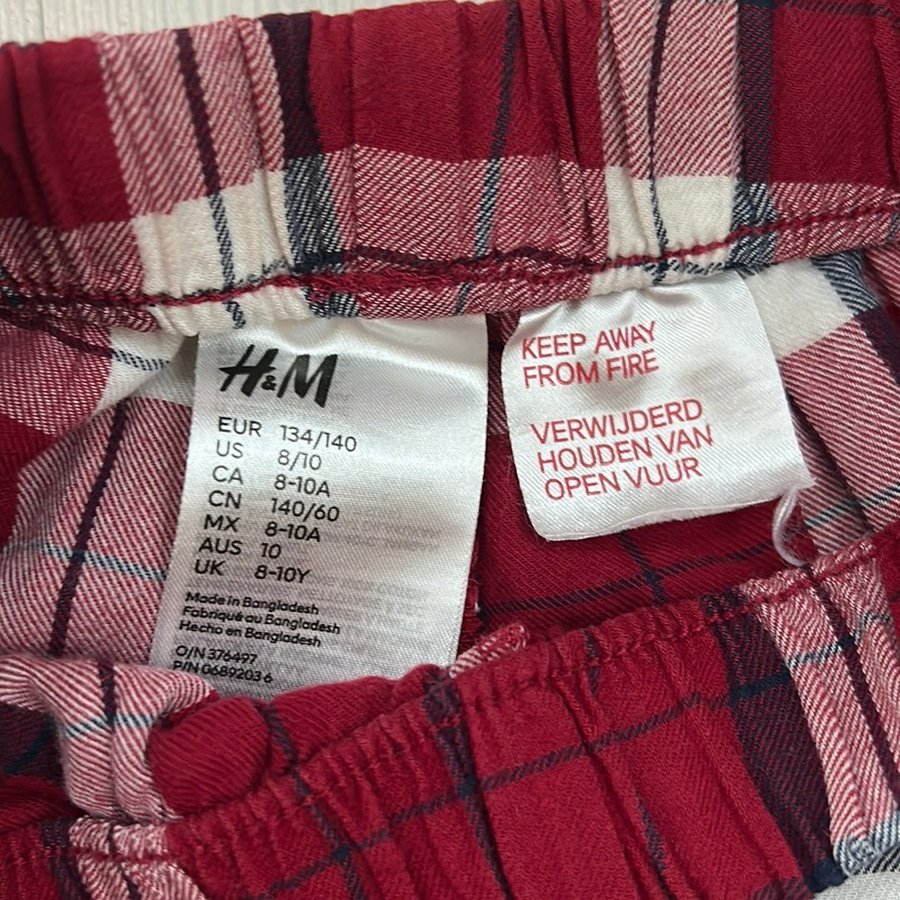 H&M
EUR 134/140
US 8/10
CA 8-10A
CN 140/60
MX 8-10A
AUS 10
UK 8-10Y
Made in Bangladesh
Fabriqué au Bangladesh
Hecho en Bangladesh
O/N 376497
P/N 0689203 6
KEEP AWAY
FROM FIRE
VERWIJDERD
HOUDEN VAN
OPEN VUUR